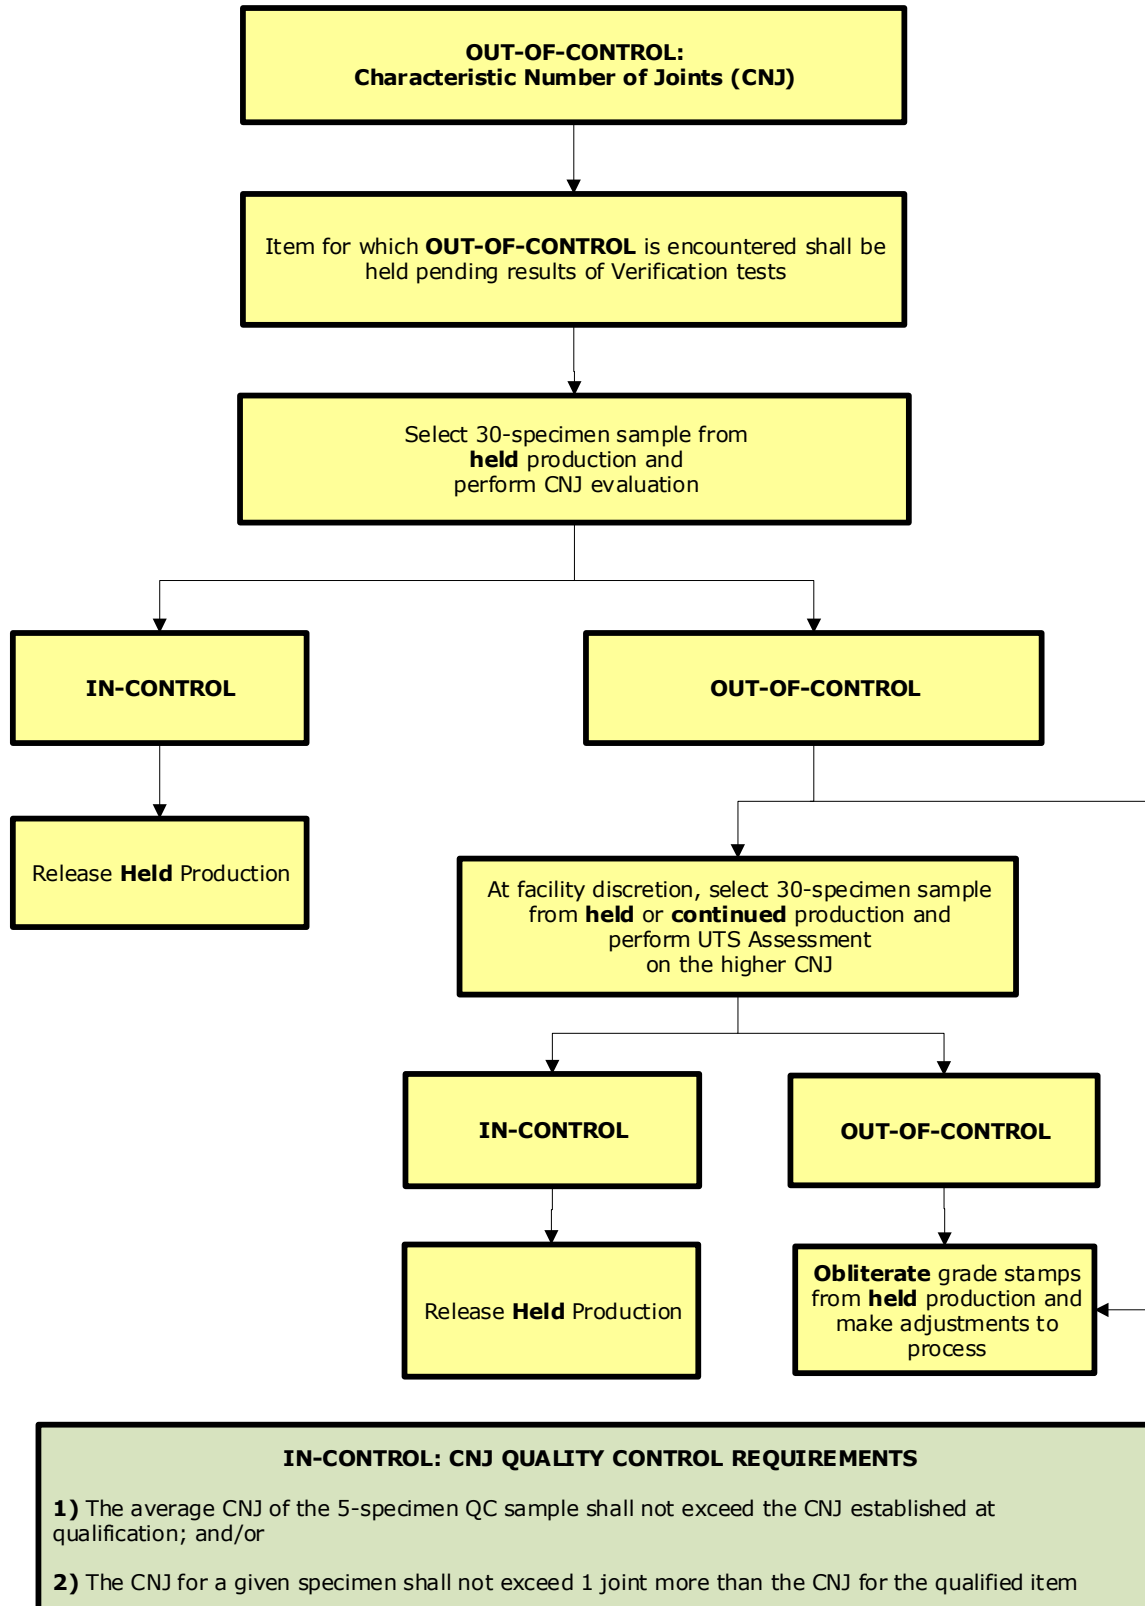 OUT-OF-CONTROL:
Characteristic Number of Joints (CNJ)
Item for which OUT-OF-CONTROL is encountered shall be
held pending results of Verification tests
Select 30-specimen sample from
held production and
perform CNJ evaluation
IN-CONTROL
OUT-OF-CONTROL
Release Held Production
At facility discretion, select 30-specimen sample
from held or continued production and
perform UTS Assessment
on the higher CNJ
IN-CONTROL
OUT-OF-CONTROL
Release Held Production
Obliterate grade stamps
from held production and
make adjustments to
process
IN-CONTROL: CNJ QUALITY CONTROL REQUIREMENTS
1) The average CNJ of the 5-specimen QC sample shall not exceed the CNJ established at
qualification; and/or
2) The CNJ for a given specimen shall not exceed 1 joint more than the CNJ for the qualified item